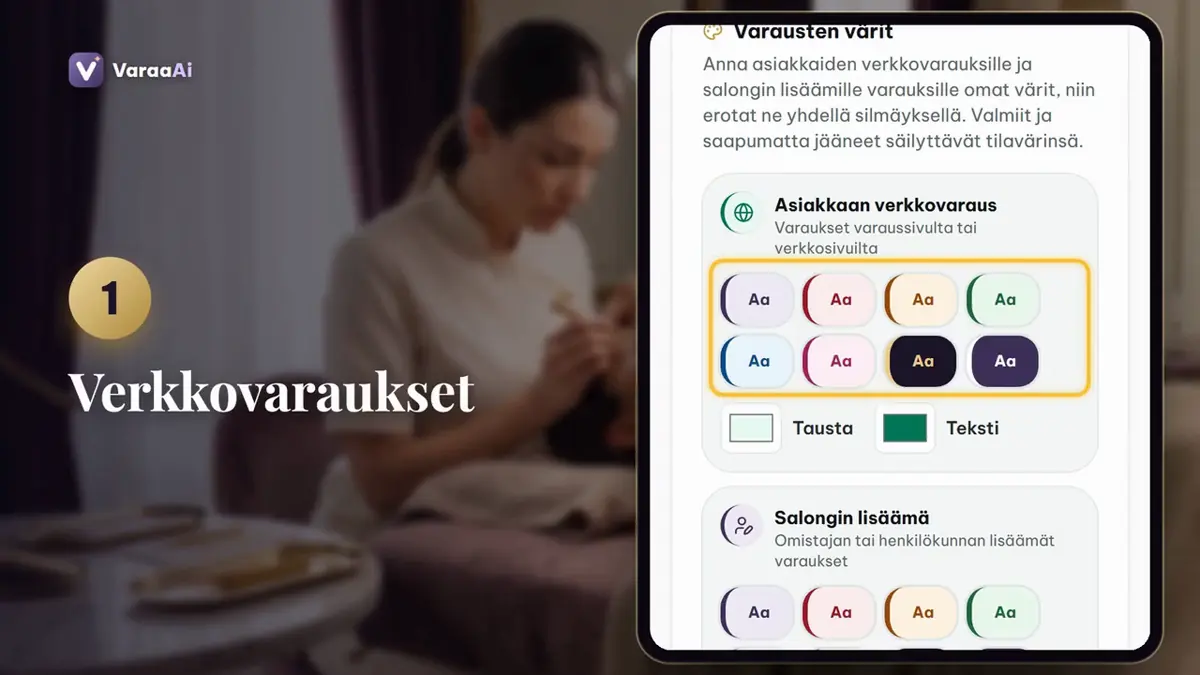 VaraaAi
1
Verkkovaraukset
Varausten värit
Anna asiakkaiden verkkovarauksille ja
salongin lisäämille varauksille omat värit, niin
erotat ne yhdellä silmäyksellä. Valmiit ja
saapumatta jääneet säilyttävät tilavärinsä.
Asiakkaan verkkovaraus
Varaukset varaussivulta tai
verkkosivuilta
Aa Aa Aa Aa
Aa Aa Aa Aa
Tausta Teksti
Salongin lisäämä
Omistajan tai henkilökunnan lisäämät
varaukset
Aa Aa Aa Aa